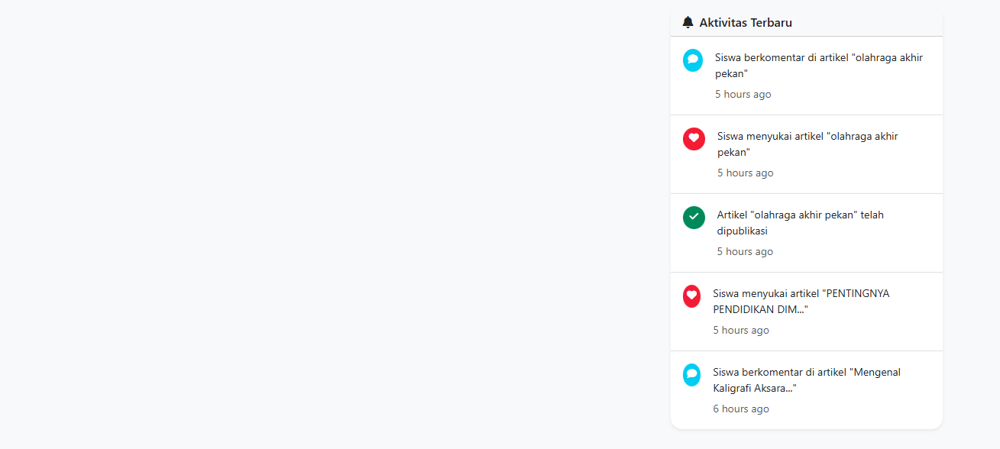 Aktivitas Terbaru
Siswa berkomentar di artikel "olahraga akhir
pekan"
5 hours ago
Siswa menyukai artikel "olahraga akhir
pekan"
5 hours ago
Artikel "olahraga akhir pekan" telah
dipublikasi
5 hours ago
Siswa menyukai artikel "PENTINGNYA
PENDIDIKAN DIM..."
5 hours ago
Siswa berkomentar di artikel "Mengenal
Kaligrafi Aksara..."
6 hours ago